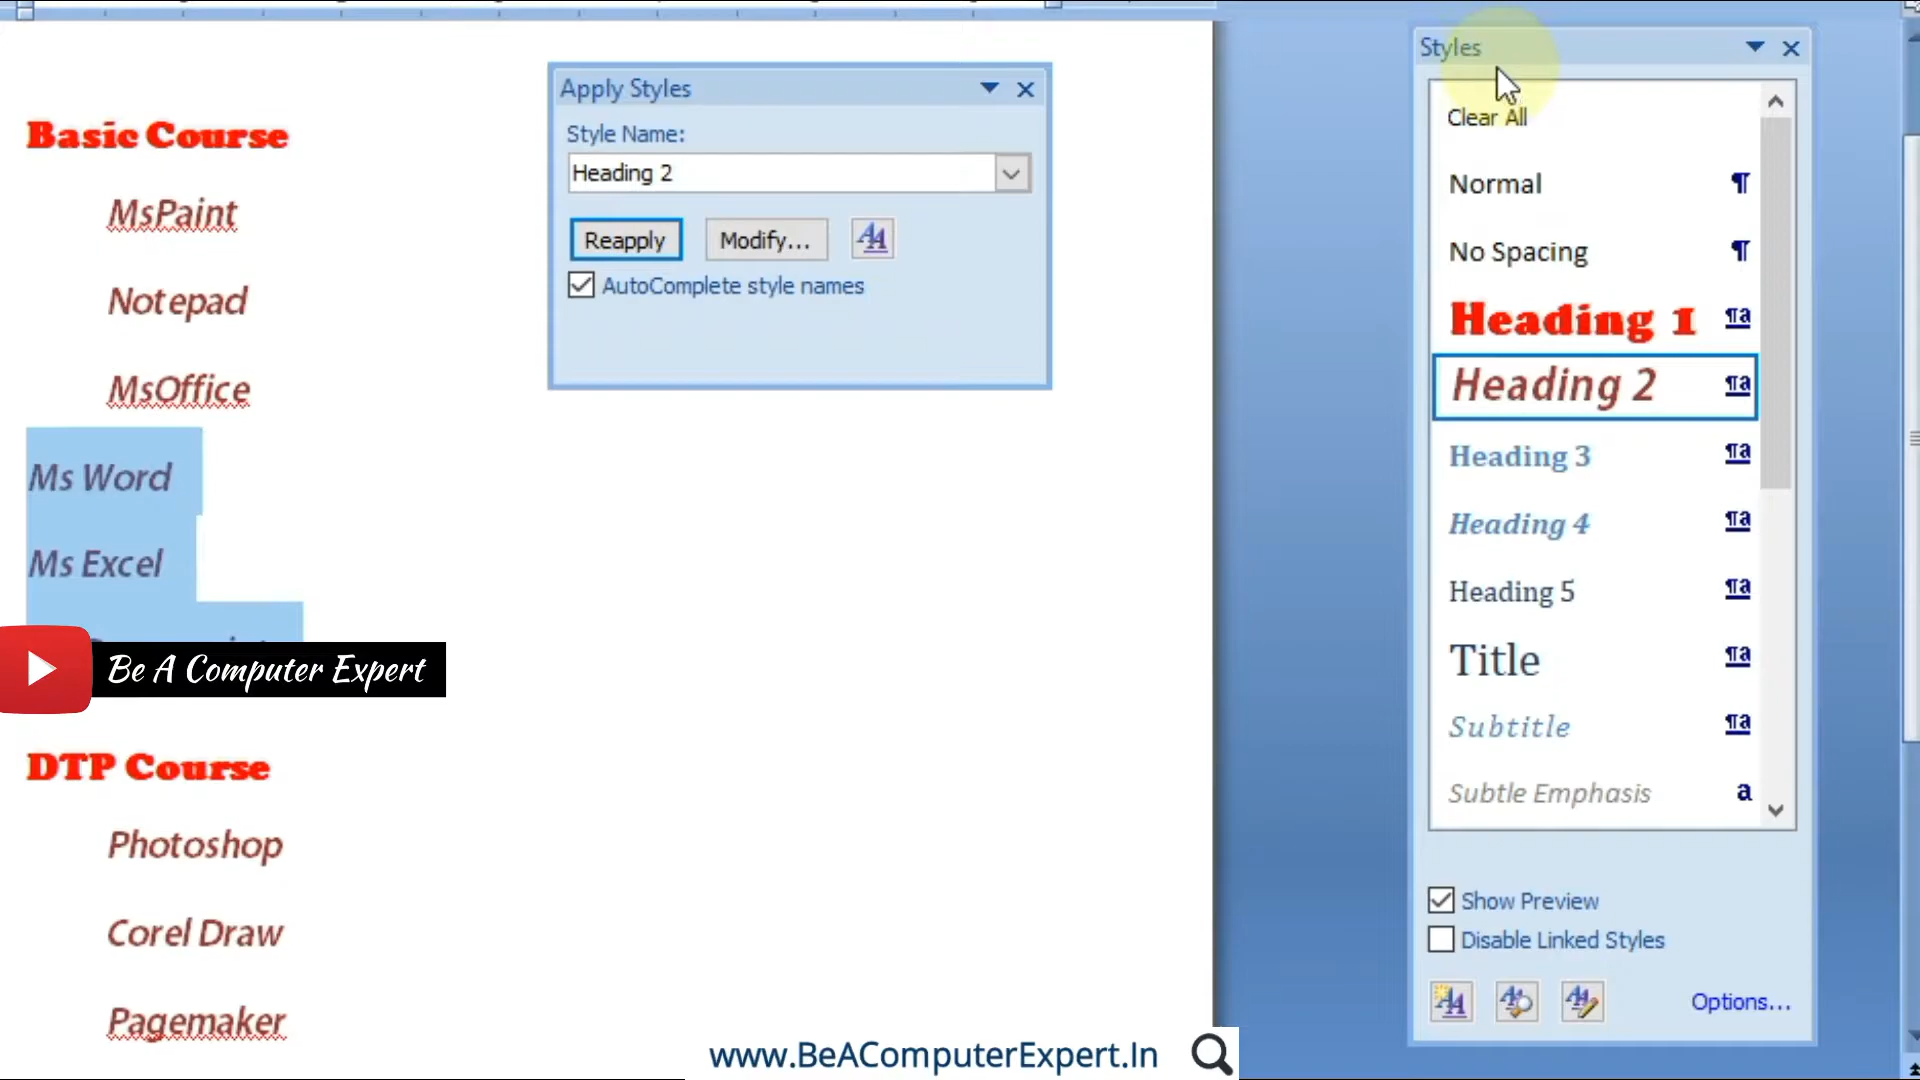 Basic Course
MsPaint
Notepad
MsOffice
Ms Word
Ms Excel
Be A Computer Expert
DTP Course
Photoshop
Corel Draw
Pagemaker
Apply Styles
Style Name:
Heading 2
Reapply
Modify...
AutoComplete style names
Styles
Clear All
Normal
No Spacing
Heading 1
Heading 2
Heading 3
Heading 4
Heading 5
Title
Subtitle
Subtle Emphasis
a
Show Preview
Disable Linked Styles
Options...
www.BeAComputerExpert.In